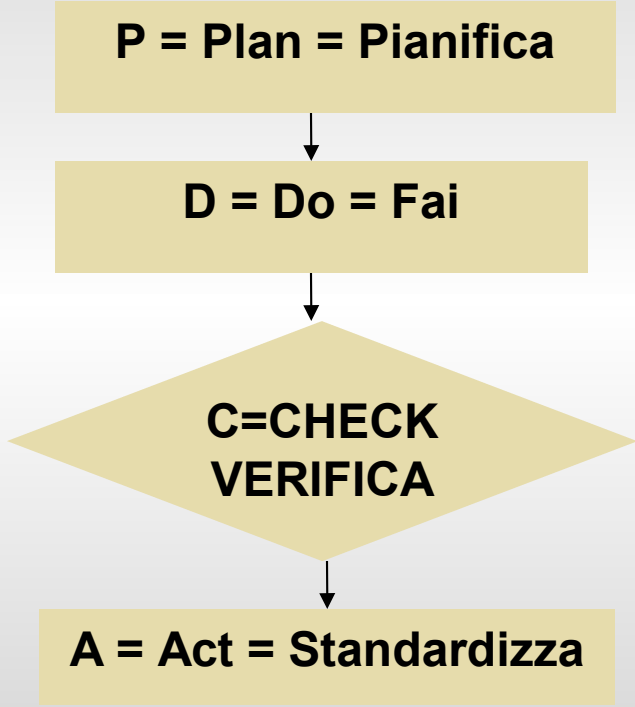 P = Plan = Pianifica
D = Do = Fai
C=CHECK
VERIFICA
A = Act = Standardizza